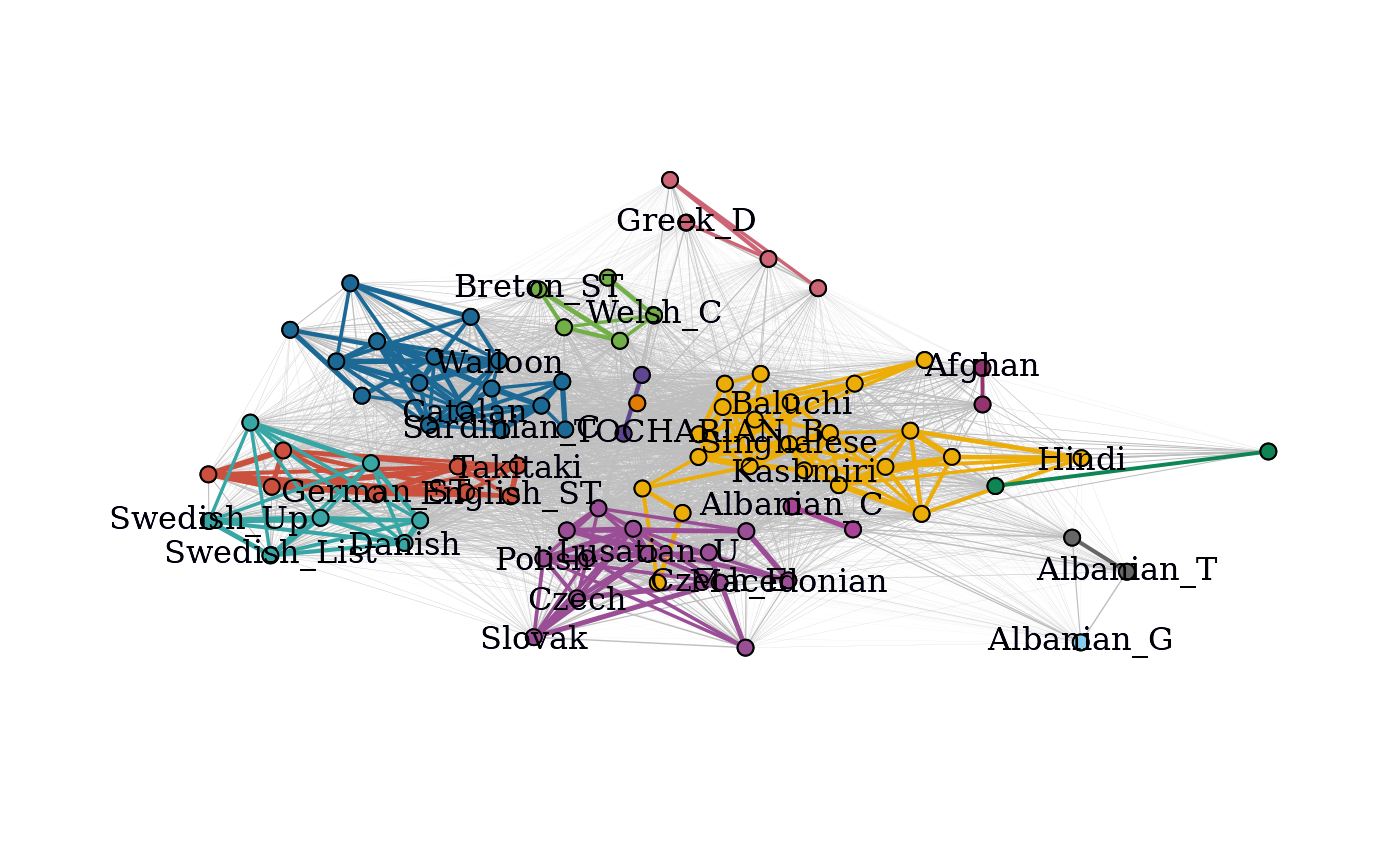 Greek_D
Breton_ST
Welsh_C
Walloon
Afghan
Baluchi
Catalan
Sardinian_C
TOCHARIAN_B
Singhalese
Hindi
Takitaki
Kashmiri
German_ST
English_ST
Albanian_C
Swedish_Up
Danish
Swedish_List
Polish
Lusatian_U
Albanian_T
Czech_E
Macedonian
Czech
Slovak
Albanian_G